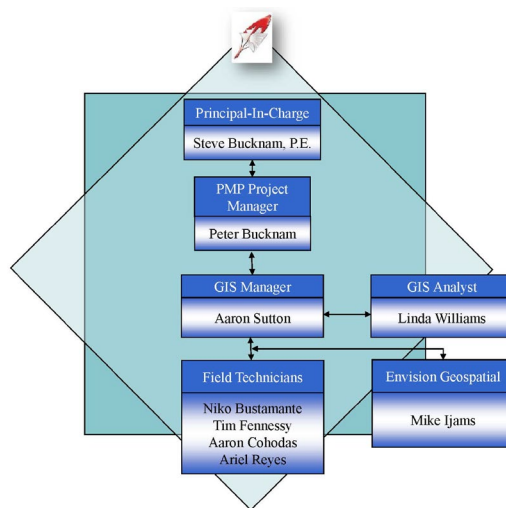 Principal-In-Charge
Steve Bucknam, P.E.
PMP Project
Manager
Peter Bucknam
GIS Manager
Aaron Sutton
GIS Analyst
Linda Williams
Field Technicians
Niko Bustamante
Tim Fennessy
Aaron Cohodas
Ariel Reyes
Envision Geospatial
Mike Ijams